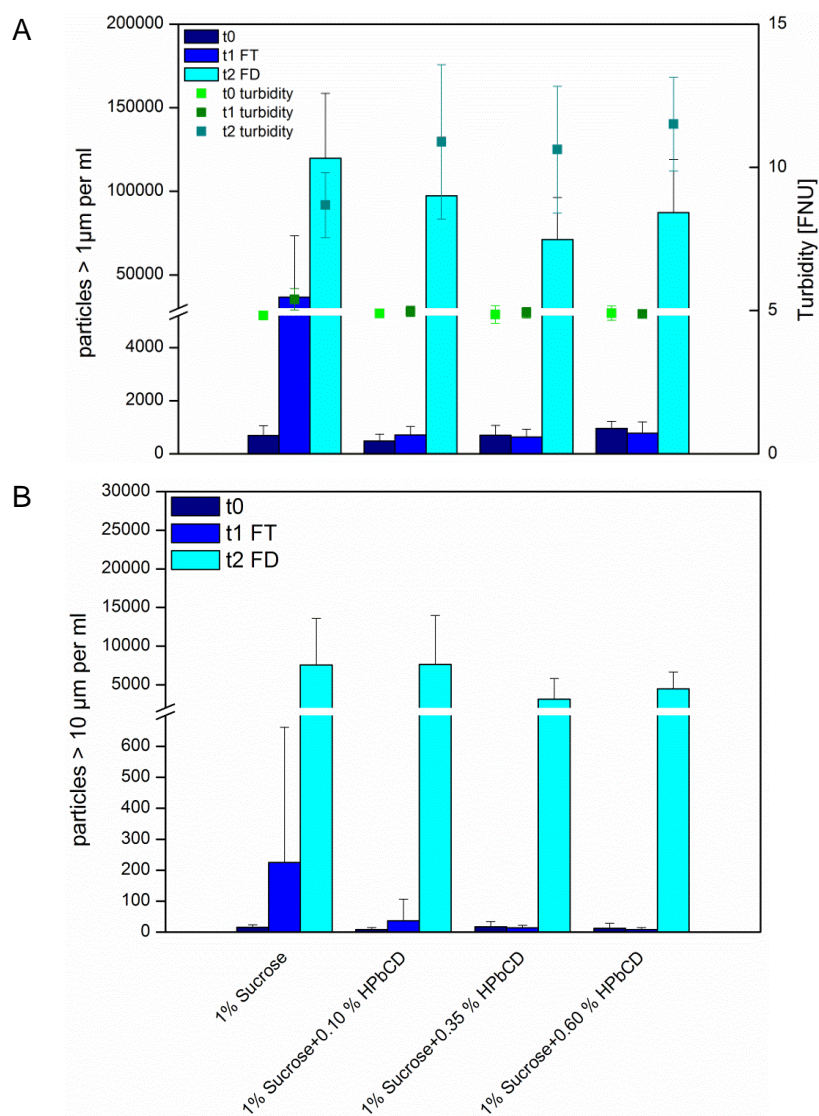 A
t0
t1 FT
t2 FD
t0 turbidity
t1 turbidity
t2 turbidity
200000
150000
100000
50000
4000
2000
0
particles > 1µm per ml
15
10
5
0
Turbidity [FNU]
B
t0
t1 FT
t2 FD
30000
25000
20000
15000
10000
5000
600
500
400
300
200
100
0
particles > 10 µm per ml
1% Sucrose
1% Sucrose+0.10 % HPbCD
1% Sucrose+0.35 % HPbCD
1% Sucrose+0.60 % HPbCD